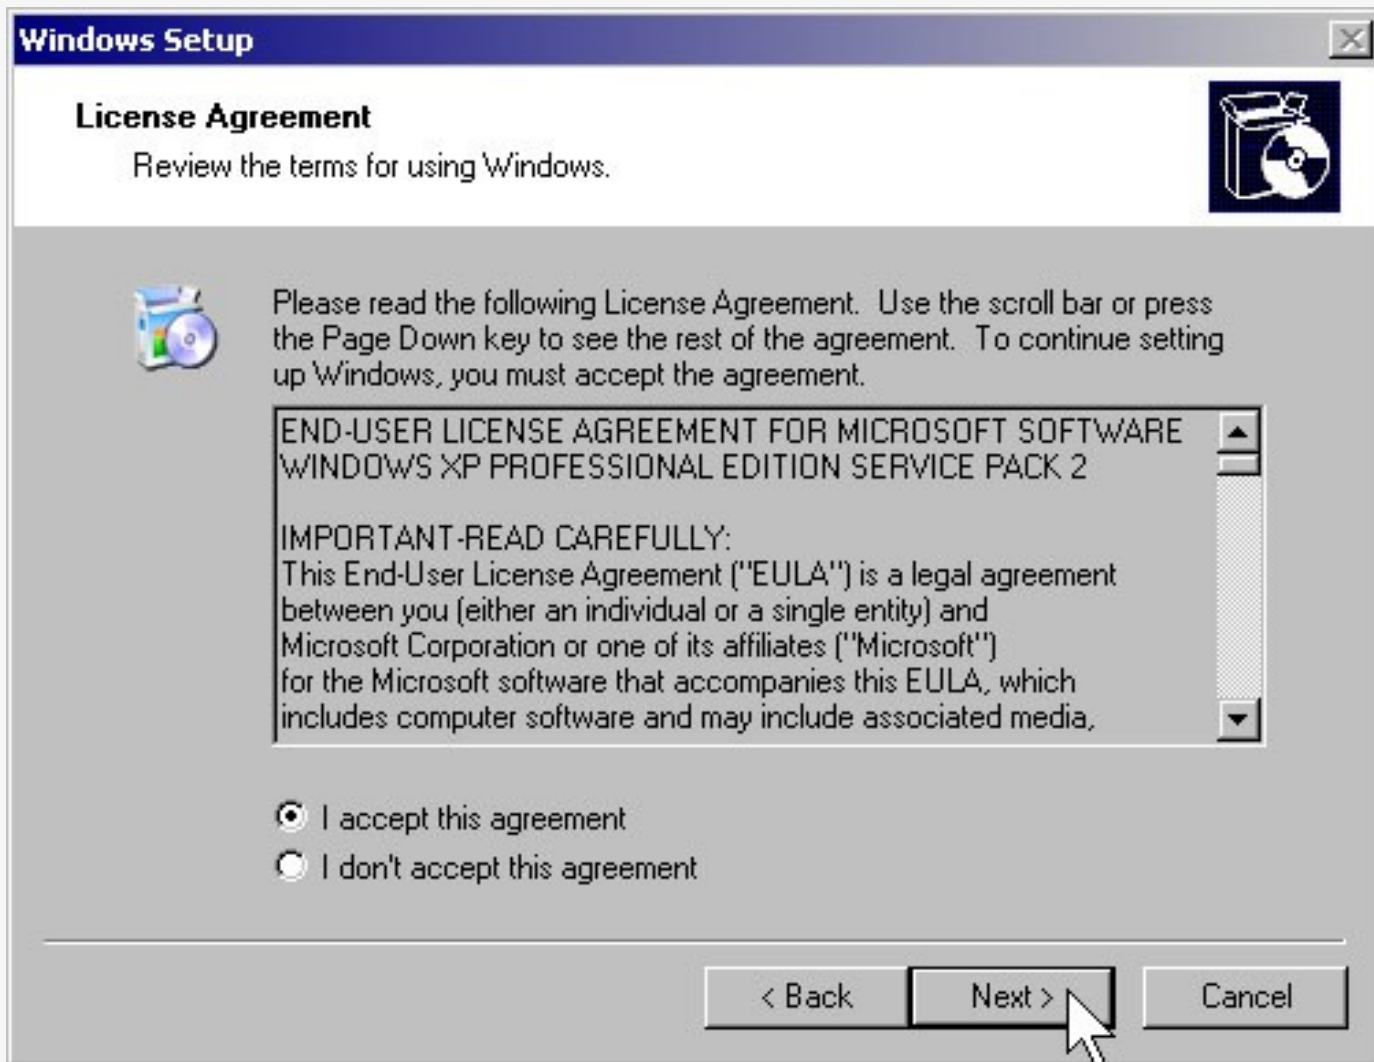 Windows Setup
License Agreement
Review the terms for using Windows.
Please read the following License Agreement.  Use the scroll bar or press
the Page Down key to see the rest of the agreement.  To continue setting
up Windows, you must accept the agreement.
END-USER LICENSE AGREEMENT FOR MICROSOFT SOFTWARE
WINDOWS XP PROFESSIONAL EDITION SERVICE PACK 2
IMPORTANT-READ CAREFULLY:
This End-User License Agreement ("EULA") is a legal agreement
between you (either an individual or a single entity) and
Microsoft Corporation or one of its affiliates ("Microsoft")
for the Microsoft software that accompanies this EULA, which
includes computer software and may include associated media,
I accept this agreement
I don't accept this agreement
< Back Next > Cancel